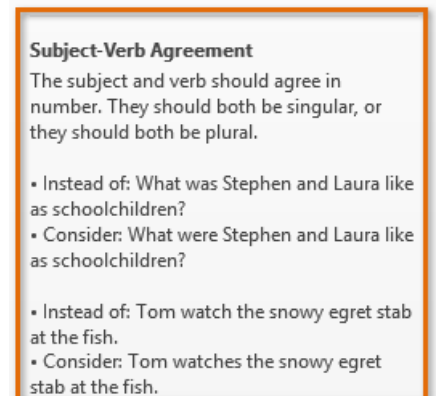 Subject-Verb Agreement
The subject and verb should agree in
number. They should both be singular, or
they should both be plural.
▪ Instead of: What was Stephen and Laura like
as schoolchildren?
▪ Consider: What were Stephen and Laura like
as schoolchildren?
▪ Instead of: Tom watch the snowy egret stab
at the fish.
▪ Consider: Tom watches the snowy egret
stab at the fish.